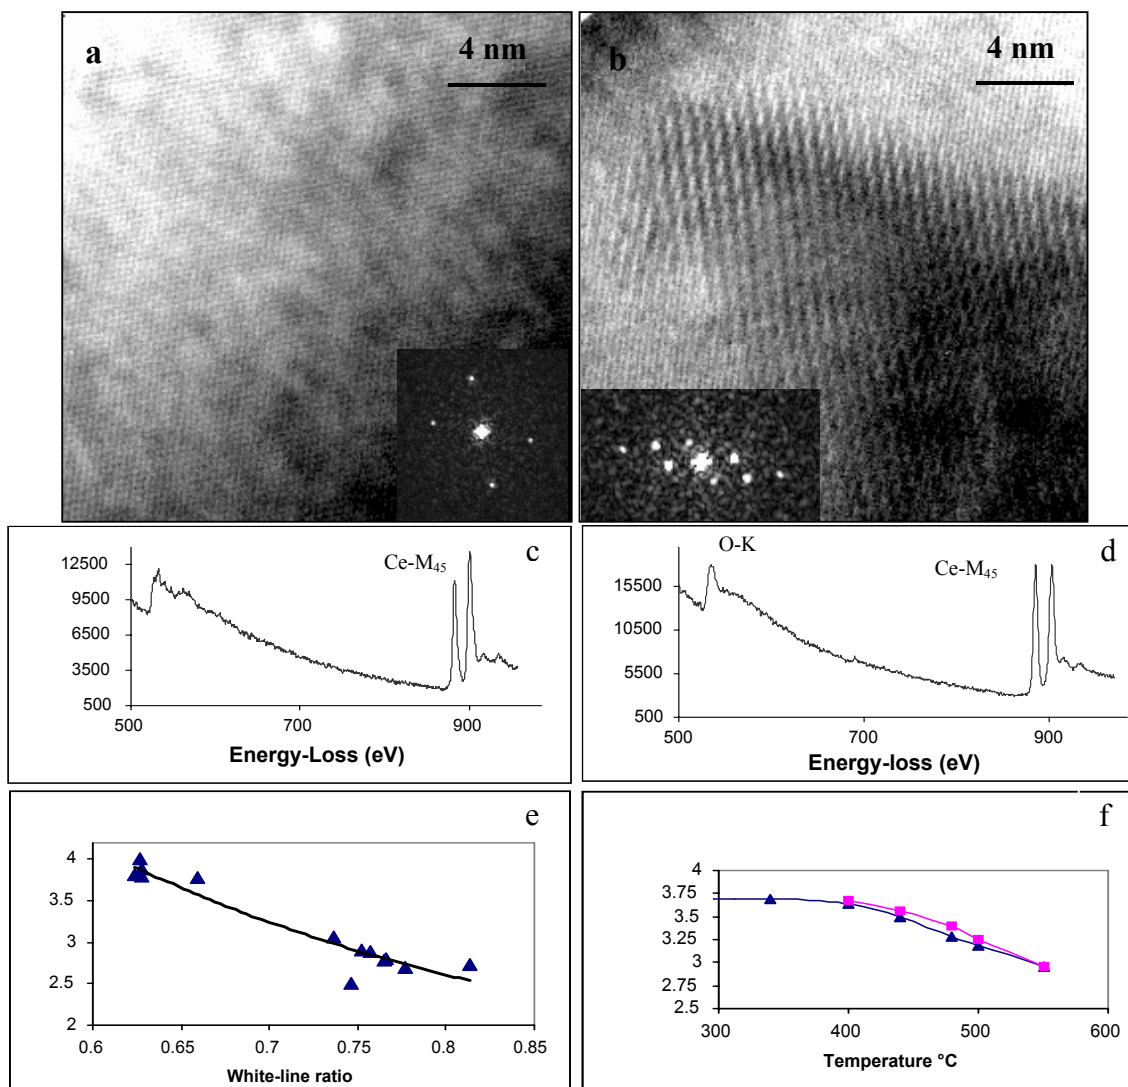 a
4 nm
b
4 nm
c
12500
9500
6500
3500
500
Ce-M₄₅
500
700
900
Energy-Loss (eV)
d
O-K
Ce-M₄₅
15500
10500
5500
500
500
700
900
Energy-loss (eV)
e
4
3.5
3
2.5
2
0.6
0.65
0.7
0.75
0.8
0.85
White-line ratio
f
4
3.75
3.5
3.25
3
2.75
2.5
300
400
500
600
Temperature °C